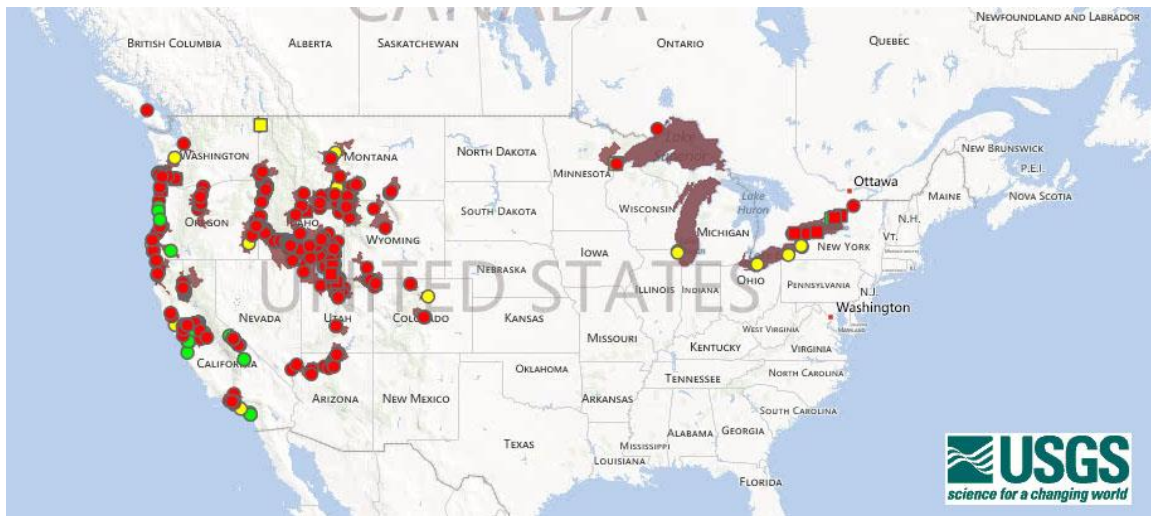 CANADA
NEWFOUNDLAND AND LABRADOR
BRITISH COLUMBIA
ALBERTA
SASKATCHEWAN
ONTARIO
QUEBEC
NEW BRUNSWICK
P.E.I.
NOVA SCOTIA
WASHINGTON
MONTANA
NORTH DAKOTA
MINNESOTA
Lake
Superior
Ottawa
MAINE
OREGON
IDAHO
SOUTH DAKOTA
WISCONSIN
Lake
Huron
MICHIGAN
N.H.
VT.
NEW YORK
WYOMING
IOWA
UNITED STATES
NEBRASKA
ILLINOIS
INDIANA
OHIO
PENNSYLVANIA
N.J.
NEVADA
UTAH
COLORADO
KANSAS
MISSOURI
Washington
WEST VIRGINIA
MARYLAND
KENTUCKY
VIRGINIA
CALIFORNIA
OKLAHOMA
TENNESSEE
NORTH CAROLINA
ARIZONA
NEW MEXICO
ARKANSAS
SOUTH CAROLINA
TEXAS
MISSISSIPPI
ALABAMA
GEORGIA
LOUISIANA
FLORIDA
USGS
science for a changing world